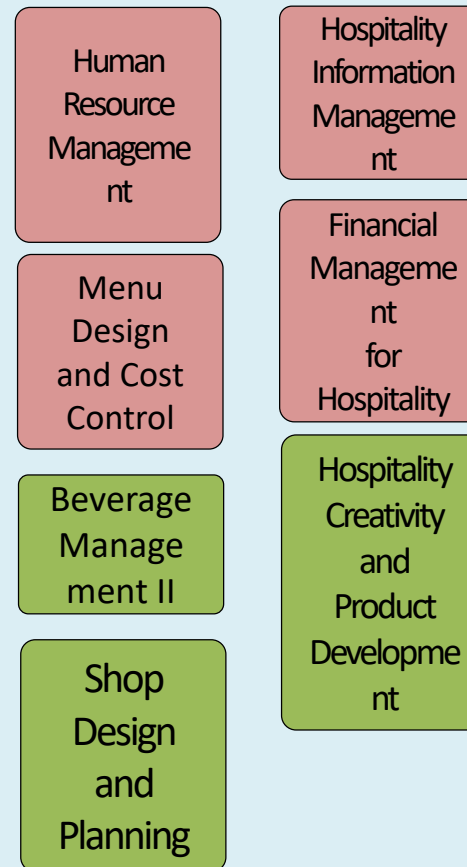 Human
Resource
Manageme
nt
Menu
Design
and Cost
Control
Beverage
Manage
ment II
Shop
Design
and
Planning
Hospitality
Information
Manageme
nt
Financial
Manageme
nt
for
Hospitality
Hospitality
Creativity
and
Product
Developme
nt